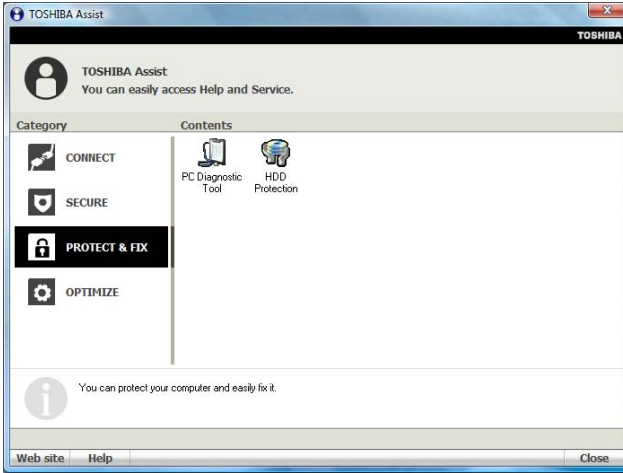 TOSHIBA Assist
TOSHIBA
TOSHIBA Assist
You can easily access Help and Service.
Category
Contents
CONNECT
SECURE
PROTECT & FIX
OPTIMIZE
PC Diagnostic
Tool
HDD
Protection
You can protect your computer and easily fix it.
Web site
Help
Close